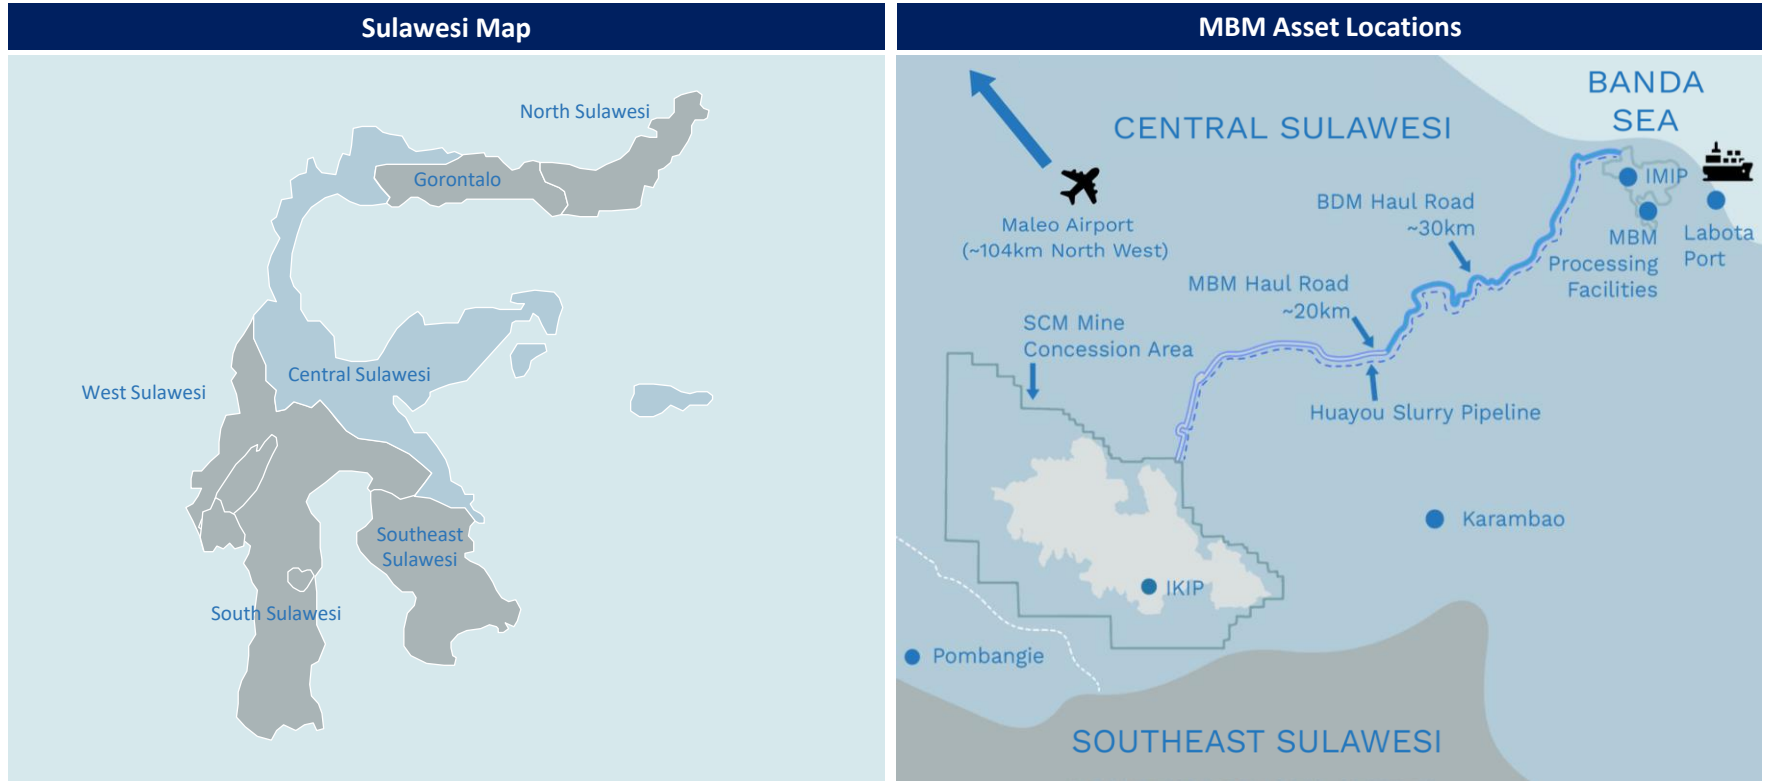 Sulawesi Map
North Sulawesi
Gorontalo
Central Sulawesi
West Sulawesi
Southeast
Sulawesi
South Sulawesi
MBM Asset Locations
BANDA
SEA
CENTRAL SULAWESI
IMIP
Maleo Airport
(~104km North West)
BDM Haul Road
~30km
MBM
Processing
Facilities
Labota
Port
MBM Haul Road
~20km
SCM Mine
Concession Area
Huayou Slurry Pipeline
Karambao
IKIP
Pombangie
SOUTHEAST SULAWESI